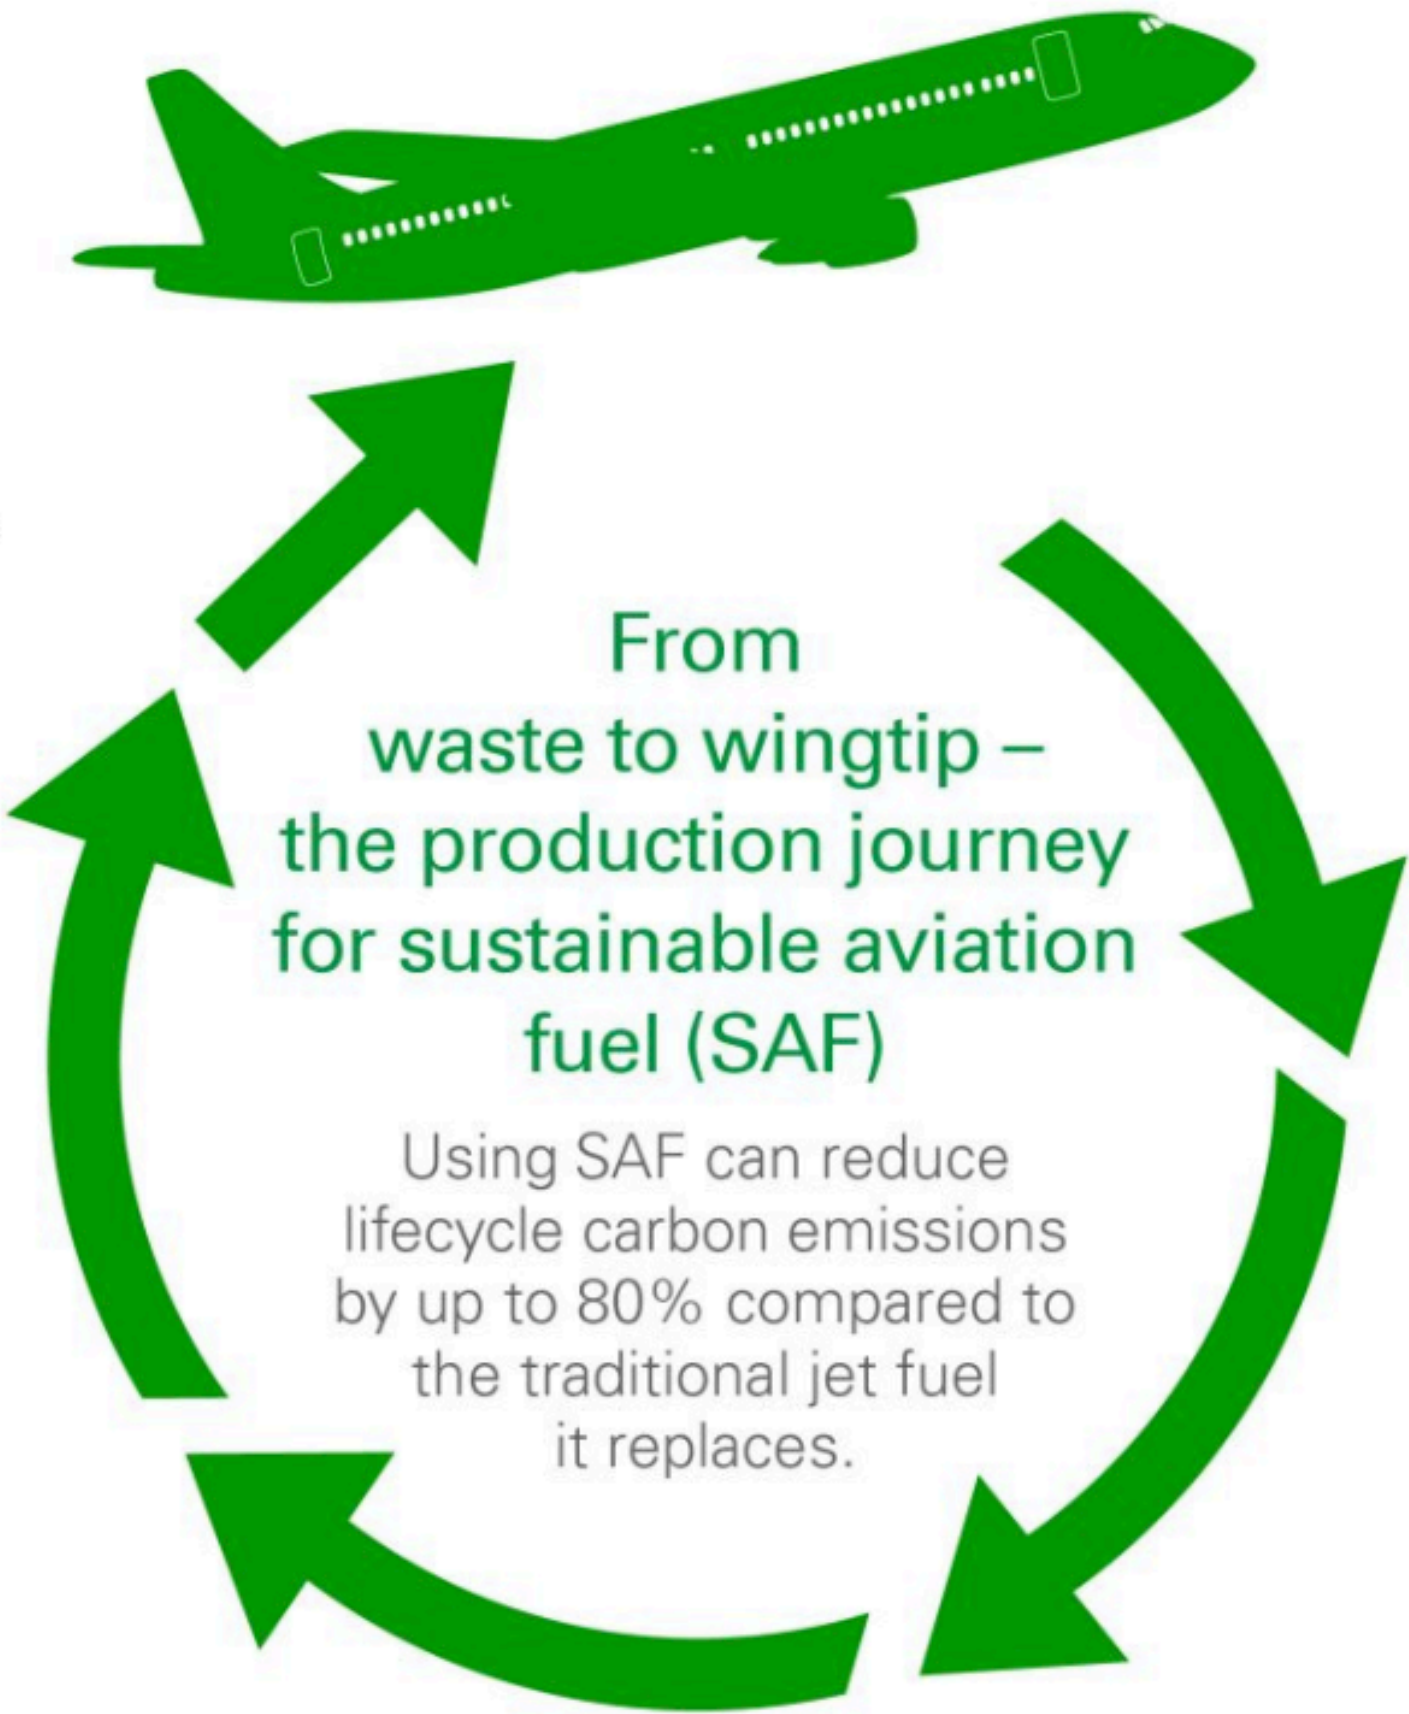 From
waste to wingtip –
the production journey
for sustainable aviation
fuel (SAF)
Using SAF can reduce
lifecycle carbon emissions
by up to 80% compared to
the traditional jet fuel
it replaces.